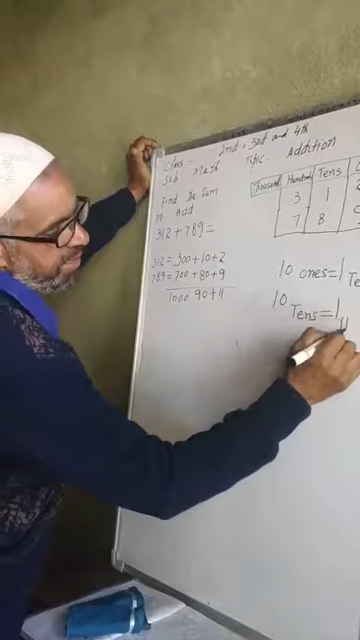 Class - 2nd, 3rd and 4th
Sub Math Topic. Addition
Find the Sum
or Add
312 + 789 =
Thousand Hundred Tens
3 1
7 8
312 = 300 + 10 + 2
789 = 700 + 80 + 9
1000 90 + 11
10 ones = 1 Te
10 Tens = 1 H